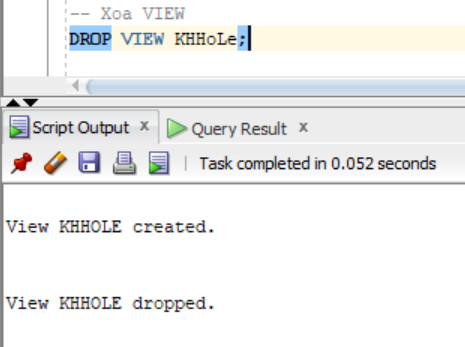 -- Xoa VIEW
DROP VIEW KHHoLe;
Script Output x
Query Result x
Task completed in 0.052 seconds
View KHHOLE created.
View KHHOLE dropped.